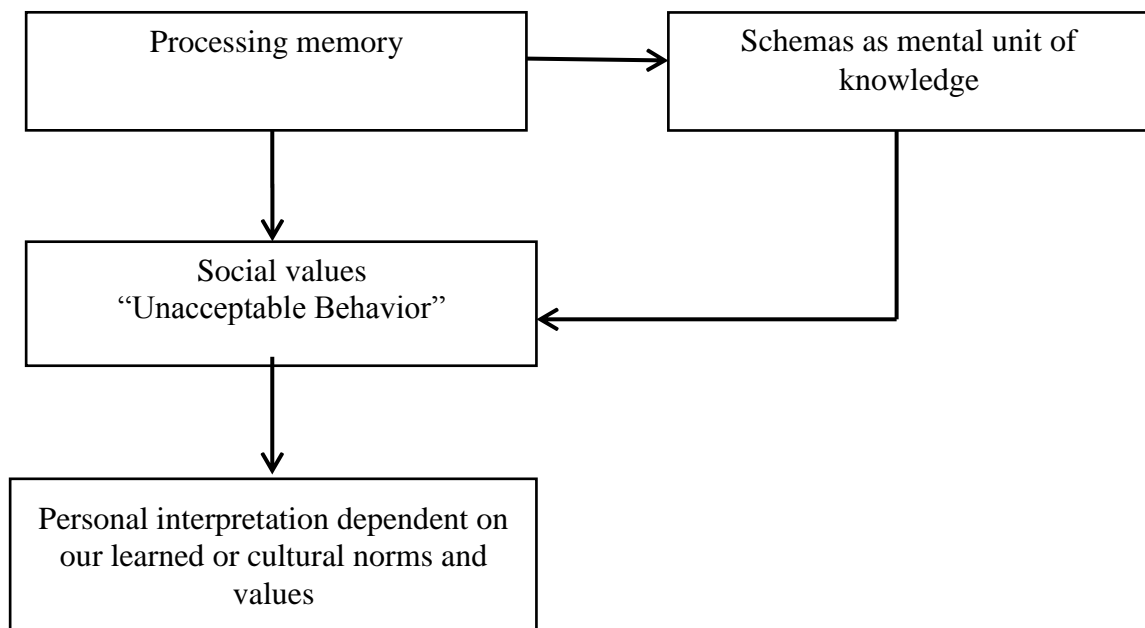 Processing memory
Schemas as mental unit of
knowledge
Social values
“Unacceptable Behavior”
Personal interpretation dependent on
our learned or cultural norms and
values